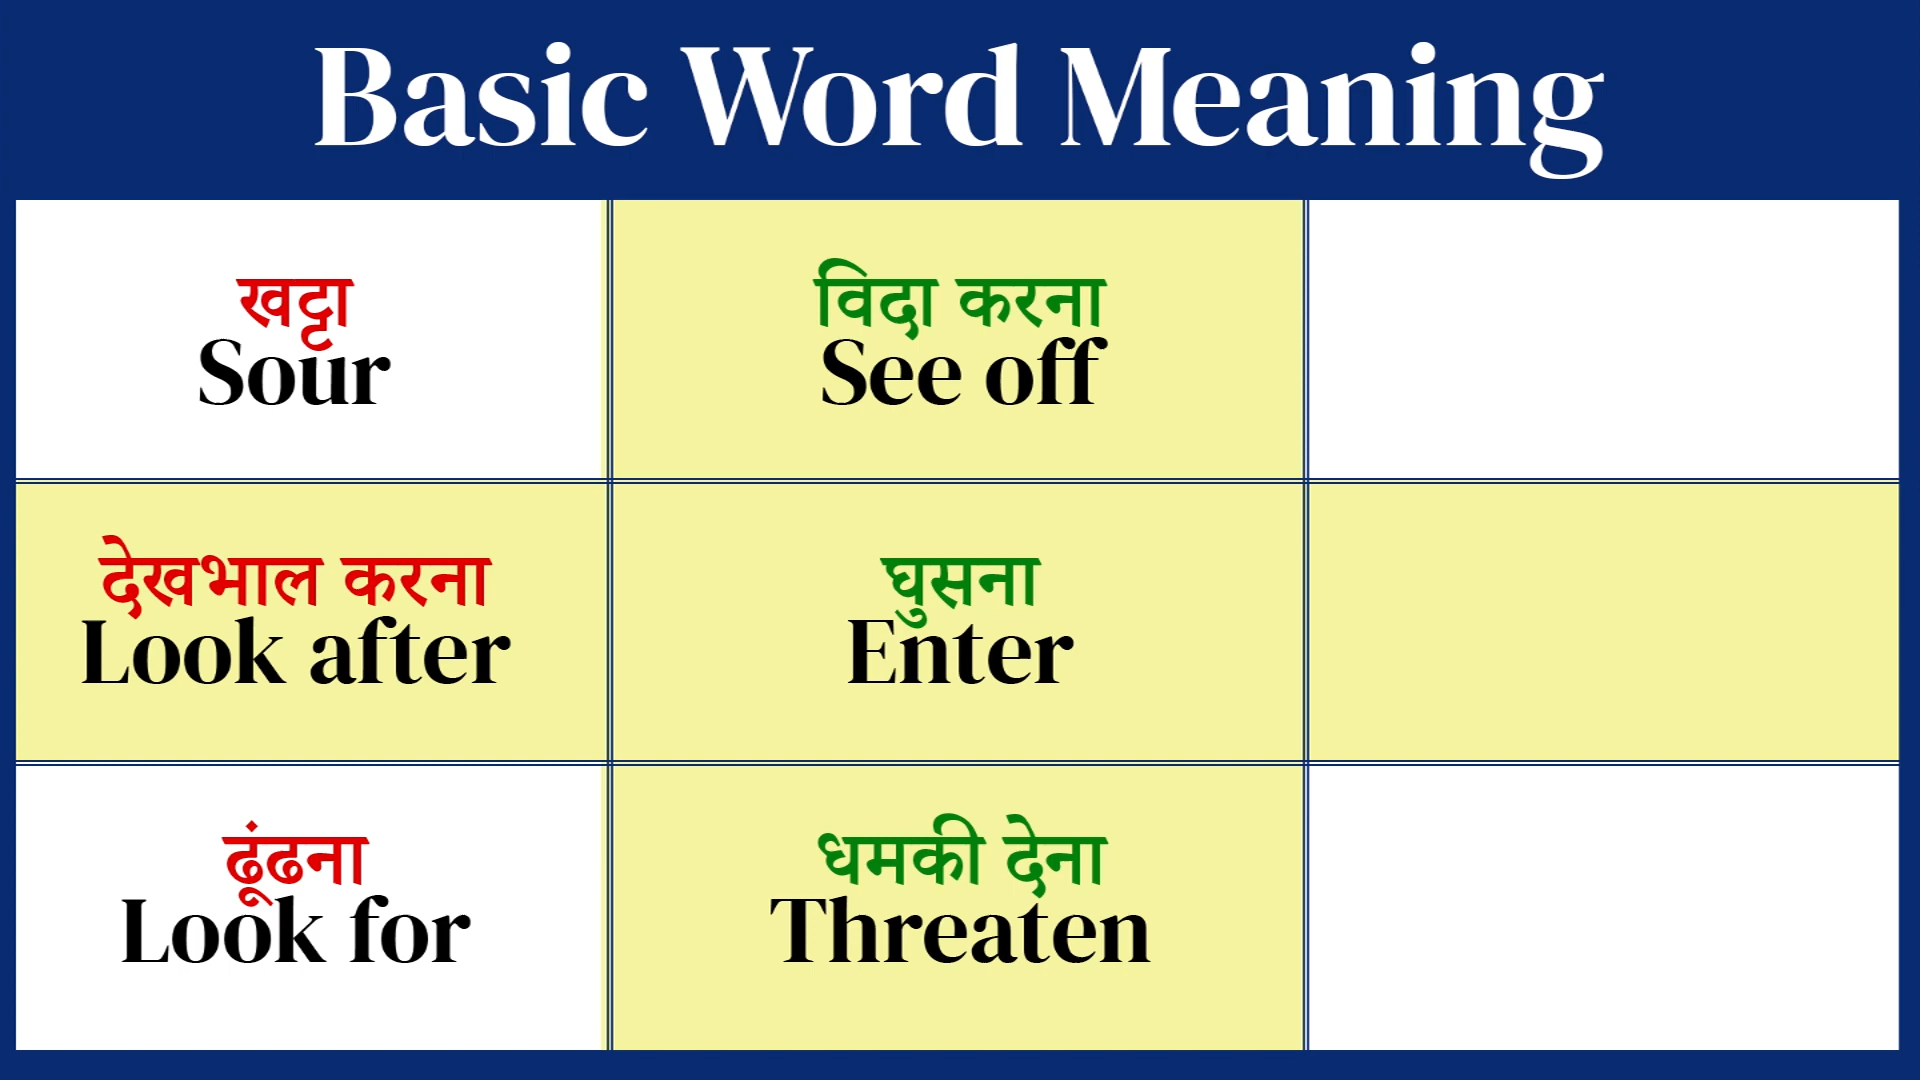 Basic Word Meaning
खट्टा
Sour
विदा करना
See off
देखभाल करना
Look after
घुसना
Enter
ढूंढना
Look for
धमकी देना
Threaten